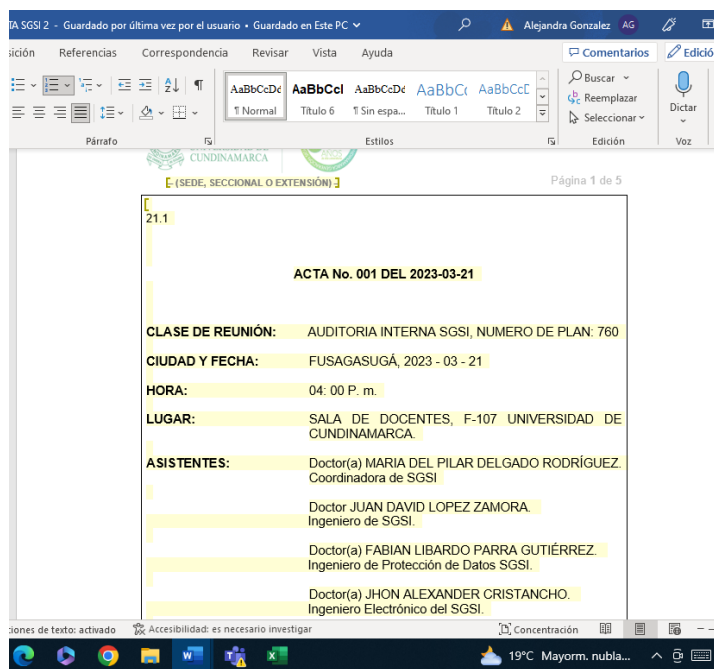 TA SGSI 2 - Guardado por última vez por el usuario • Guardado en Este PC
Alejandra Gonzalez AG
sición Referencias Correspondencia Revisar Vista Ayuda Comentarios Edició
AaBbCcDd AaBbCcl AaBbCcDd AaBbCc AaBbCcD
¶ Normal Título 6 ¶ Sin espa... Título 1 Título 2
Buscar
Reemplazar
Seleccionar
Dictar
Párrafo Estilos Edición Voz
CUNDINAMARCA
- (SEDE, SECCIONAL O EXTENSIÓN)-
Página 1 de 5
21.1
ACTA No. 001 DEL 2023-03-21
CLASE DE REUNIÓN: AUDITORIA INTERNA SGSI, NUMERO DE PLAN: 760
CIUDAD Y FECHA: FUSAGASUGÁ, 2023 - 03 - 21
HORA: 04: 00 P. m.
LUGAR: SALA DE DOCENTES, F-107 UNIVERSIDAD DE
CUNDINAMARCA.
ASISTENTES: Doctor(a) MARIA DEL PILAR DELGADO RODRÍGUEZ.
Coordinadora de SGSI
Doctor JUAN DAVID LOPEZ ZAMORA.
Ingeniero de SGSI.
Doctor(a) FABIAN LIBARDO PARRA GUTIÉRREZ.
Ingeniero de Protección de Datos SGSI.
Doctor(a) JHON ALEXANDER CRISTANCHO.
Ingeniero Electrónico del SGSI.
ciones de texto: activado Accesibilidad: es necesario investigar Concentración
19°C Mayorm. nubla...